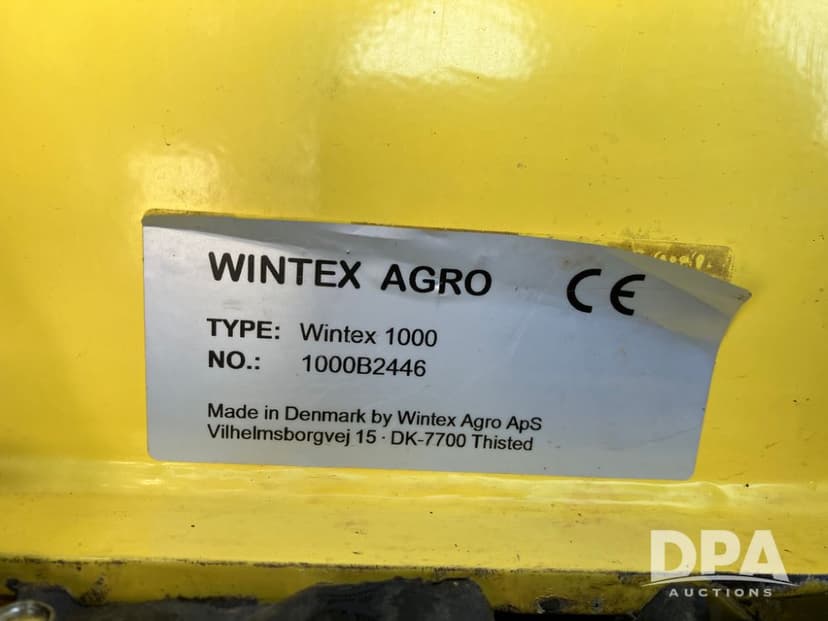 WINTEX AGRO CE
TYPE: Wintex 1000
NO.: 1000B2446
Made in Denmark by Wintex Agro ApS
Vilhelmsborgvej 15 · DK-7700 Thisted
DPA
AUCTIONS